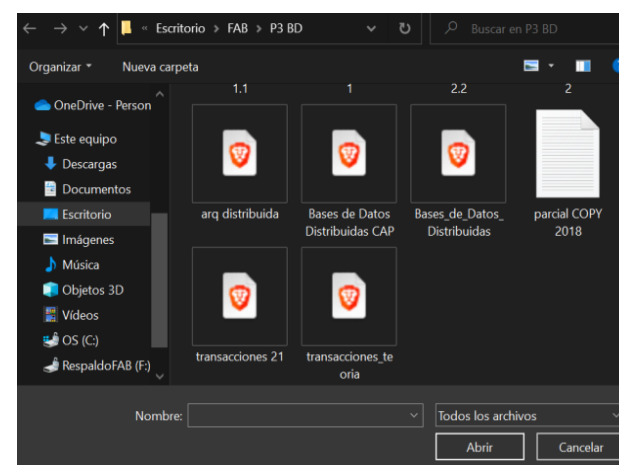 « Escritorio > FAB > P3 BD
Buscar en P3 BD
Organizar
Nueva carpeta
OneDrive - Person
Este equipo
Descargas
Documentos
Escritorio
Imágenes
Música
Objetos 3D
Vídeos
OS (C:)
RespaldoFAB (F:)
1.1
1
2.2
2
arq distribuida
Bases de Datos
Distribuidas CAP
Bases_de_Datos_
Distribuidas
parcial COPY
2018
transacciones 21
transacciones_te
oria
Nombre:
Todos los archivos
Abrir
Cancelar